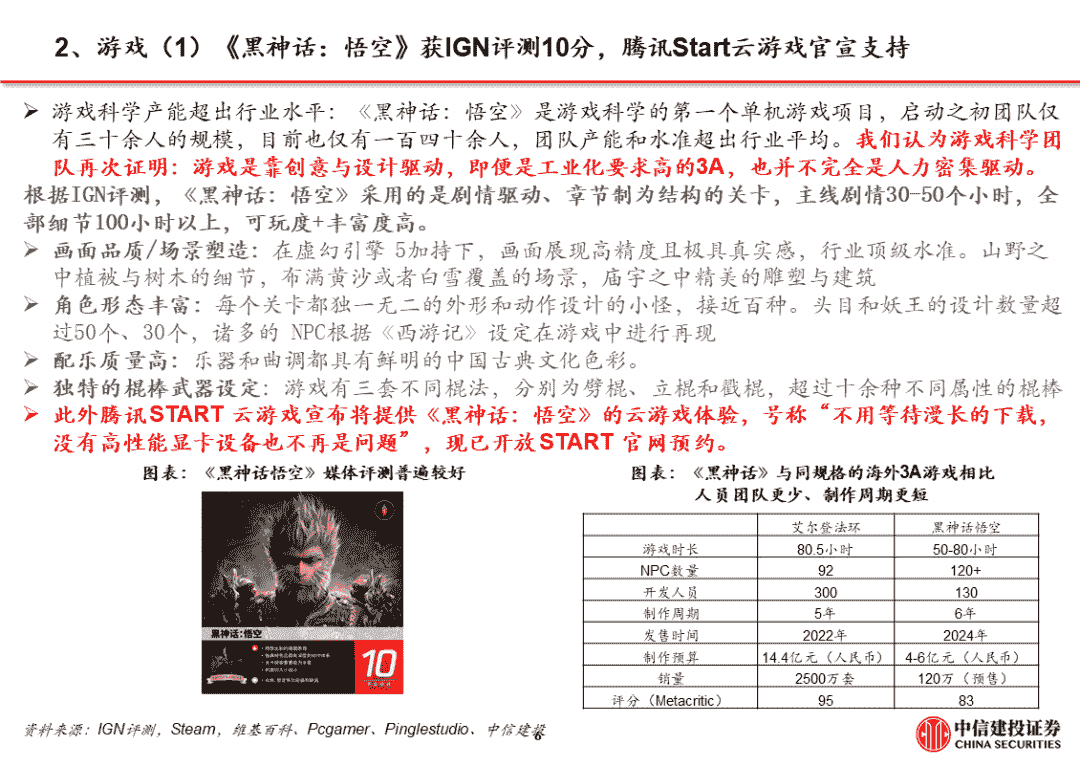 2、游戏（1）《黑神话：悟空》获IGN评测10分，腾讯Start云游戏官宣支持
➢ 游戏科学产能超出行业水平：《黑神话：悟空》是游戏科学的第一个单机游戏项目，启动之初团队仅
有三十余人的规模，目前也仅有一百四十余人，团队产能和水准超出行业平均。我们认为游戏科学团
队再次证明：游戏是靠创意与设计驱动，即便是工业化要求高的3A，也并不完全是人力密集驱动。
根据IGN评测，《黑神话：悟空》采用的是剧情驱动、章节制为结构的关卡，主线剧情30-50个小时，全
部细节100小时以上，可玩度+丰富度高。
➢ 画面品质/场景塑造：在虚幻引擎 5加持下，画面展现高精度且极具真实感，行业顶级水准。山野之
中植被与树木的细节，布满黄沙或者白雪覆盖的场景，庙宇之中精美的雕塑与建筑
➢ 角色形态丰富：每个关卡都独一无二的外形和动作设计的小怪，接近百种。头目和妖王的设计数量超
过50个、30个，诸多的 NPC根据《西游记》设定在游戏中进行再现
➢ 配乐质量高：乐器和曲调都具有鲜明的中国古典文化色彩。
➢ 独特的棍棒武器设定：游戏有三套不同棍法，分别为劈棍、立棍和戳棍，超过十余种不同属性的棍棒
➢ 此外腾讯START 云游戏宣布将提供《黑神话：悟空》的云游戏体验，号称“不用等待漫长的下载，
没有高性能显卡设备也不再是问题”，现已开放START 官网预约。
图表：《黑神话悟空》媒体评测普遍较好
黑神话:悟空
10
图表：《黑神话》与同规格的海外3A游戏相比
人员团队更少、制作周期更短
艾尔登法环 黑神话悟空
游戏时长 80.5小时 50-80小时
NPC数量 92 120+
开发人员 300 130
制作周期 5年 6年
发售时间 2022年 2024年
制作预算 14.4亿元（人民币） 4-6亿元（人民币）
销量 2500万套 120万（预售）
评分（Metacritic） 95 83
资料来源：IGN评测，Steam，维基百科、Pcgamer、Pinglestudio、中信建投
6
中信建投证券
CHINA SECURITIES